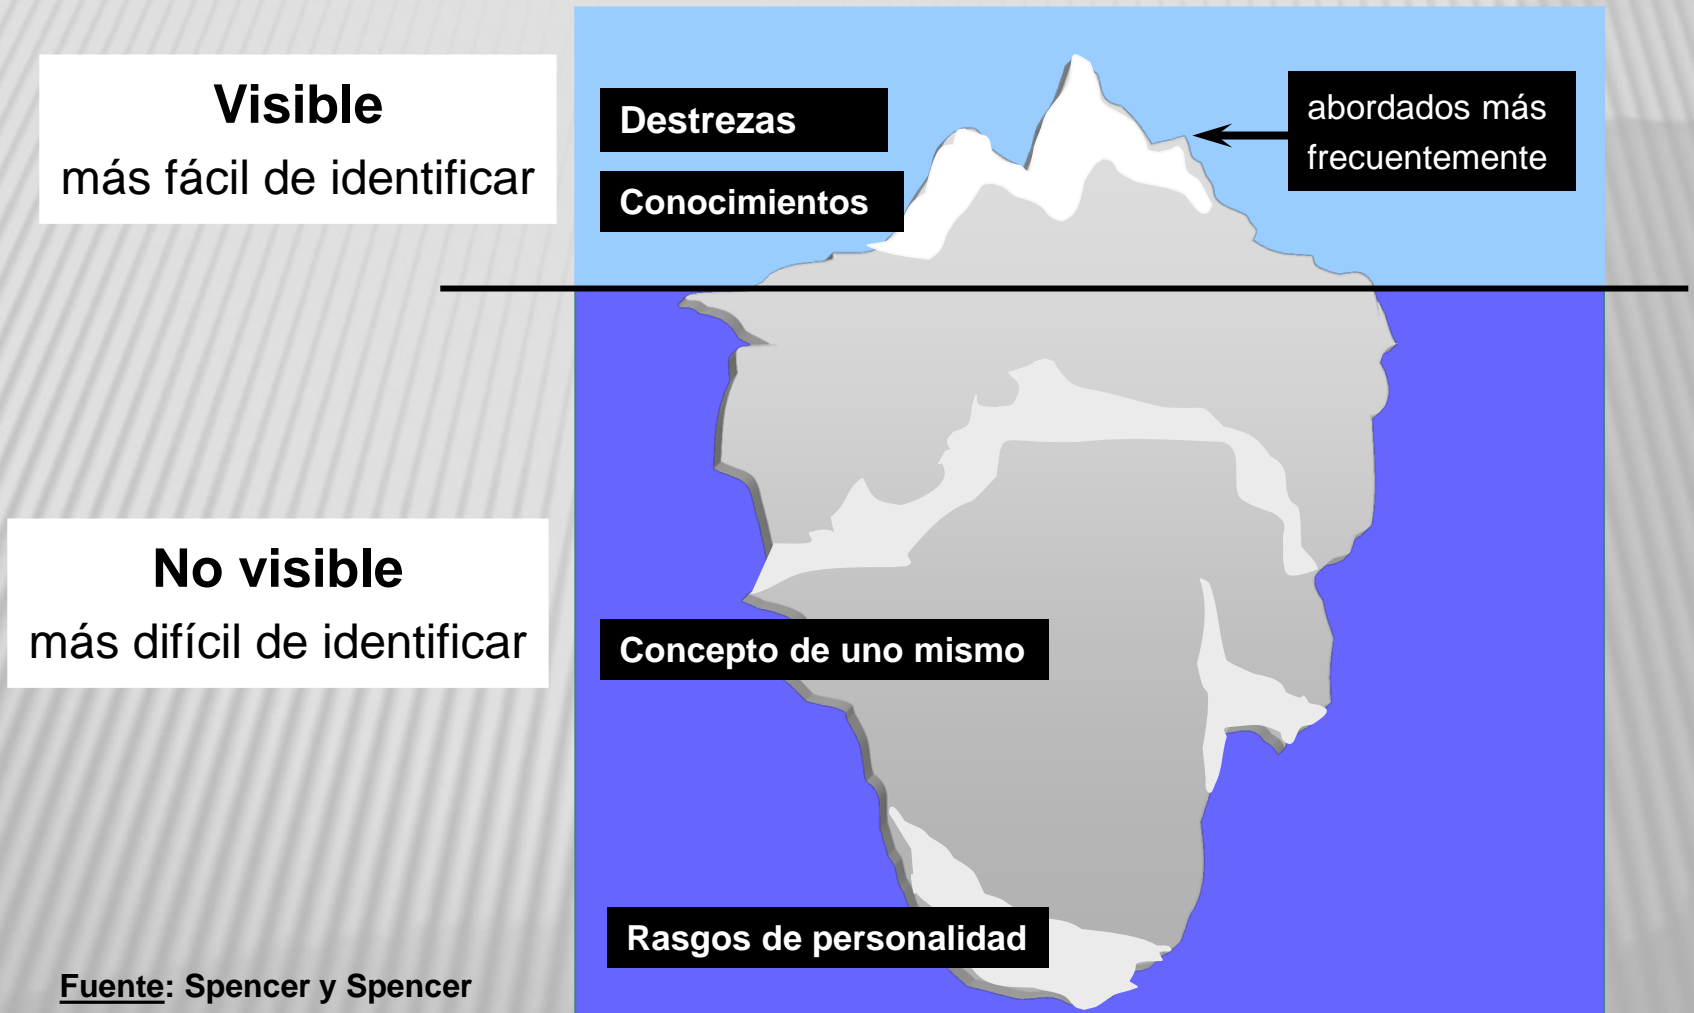 Visible
más fácil de identificar
Destrezas
Conocimientos
abordados más
frecuentemente
No visible
más difícil de identificar
Concepto de uno mismo
Rasgos de personalidad
Fuente: Spencer y Spencer